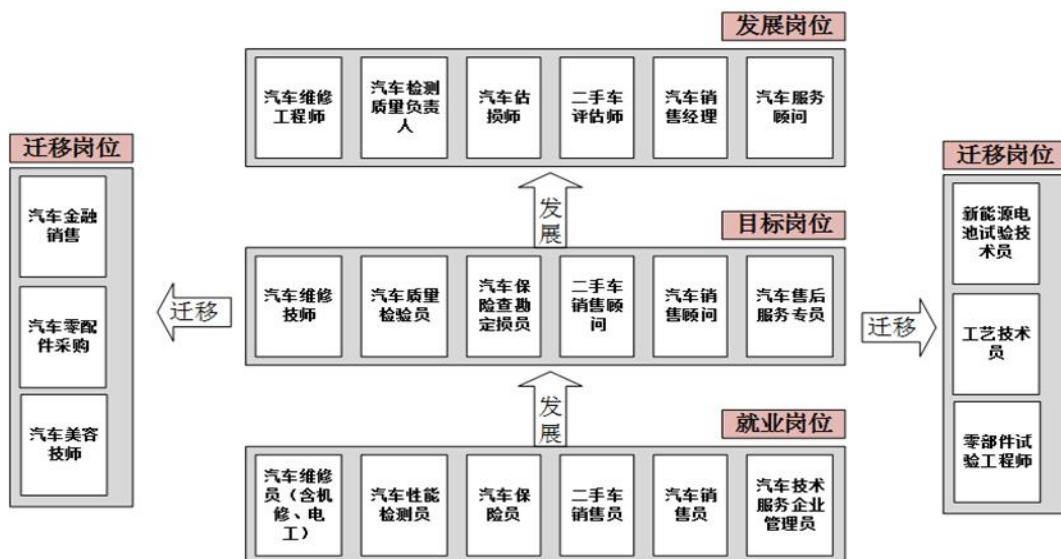 发展岗位
汽车维修
工程师
汽车检测
质量负责
人
汽车估
损师
二手车
评估师
汽车销
售经理
汽车服务
顾问
发
展
迁移岗位
汽车金融
销售
汽车零配
件采购
汽车美容
技师
迁移
目标岗位
汽车维修
技师
汽车质量
检验员
汽车保
险查勘
定损员
二手车
销售顾
问
汽车销
售顾问
汽车售后
服务专员
迁移
迁移岗位
新能源电
池试验技
术员
工艺技术
员
零部件试
验工程师
发
展
就业岗位
汽车维修
员（含机
修、电
工）
汽车性能
检测员
汽车保
险员
二手车
销售员
汽车销
售员
汽车技术
服务企业
管理员